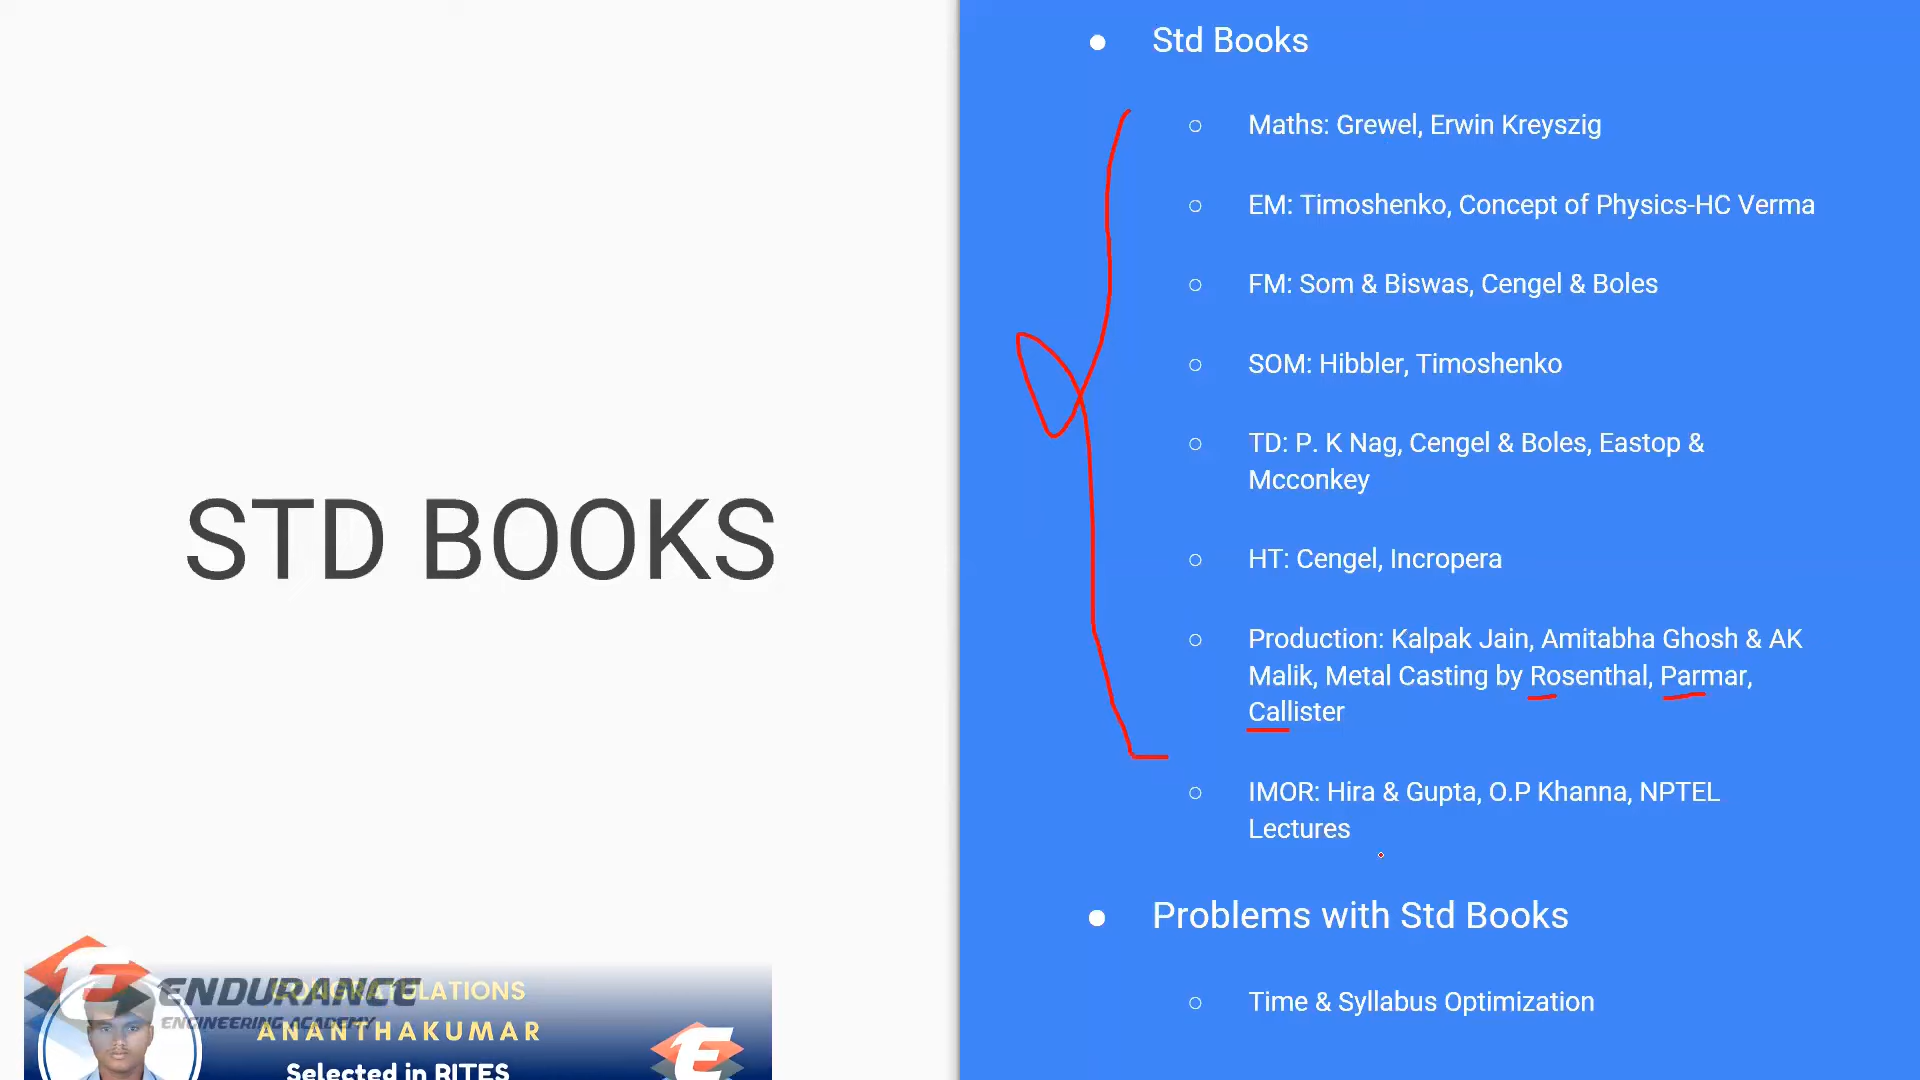 STD BOOKS
Std Books
Maths: Grewel, Erwin Kreyszig
EM: Timoshenko, Concept of Physics-HC Verma
FM: Som & Biswas, Cengel & Boles
SOM: Hibbler, Timoshenko
TD: P. K Nag, Cengel & Boles, Eastop &
Mcconkey
HT: Cengel, Incropera
Production: Kalpak Jain, Amitabha Ghosh & AK
Malik, Metal Casting by Rosenthal, Parmar,
Callister
IMOR: Hira & Gupta, O.P Khanna, NPTEL
Lectures
Problems with Std Books
Time & Syllabus Optimization
ENDURANCE
ENGINEERING ACADEMY
CONGRATULATIONS
ANANTHAKUMAR
Selected in RITES